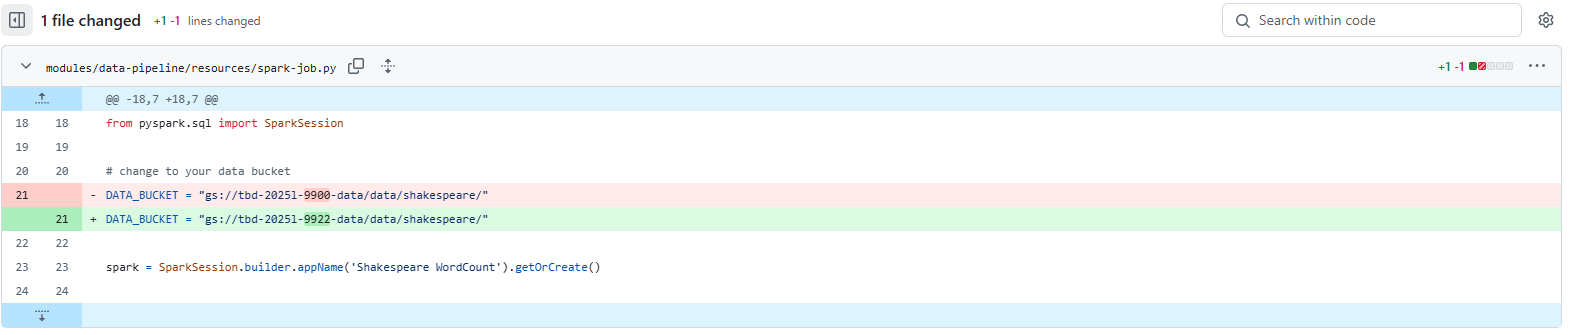 1 file changed +1 -1 lines changed Search within code
modules/data-pipeline/resources/spark-job.py +1 -1
@@ -18,7 +18,7 @@
18 18 from pyspark.sql import SparkSession
19 19
20 20 # change to your data bucket
21 - DATA_BUCKET = "gs://tbd-2025l-9900-data/data/shakespeare/"
21 + DATA_BUCKET = "gs://tbd-2025l-9922-data/data/shakespeare/"
22 22
23 23 spark = SparkSession.builder.appName('Shakespeare WordCount').getOrCreate()
24 24